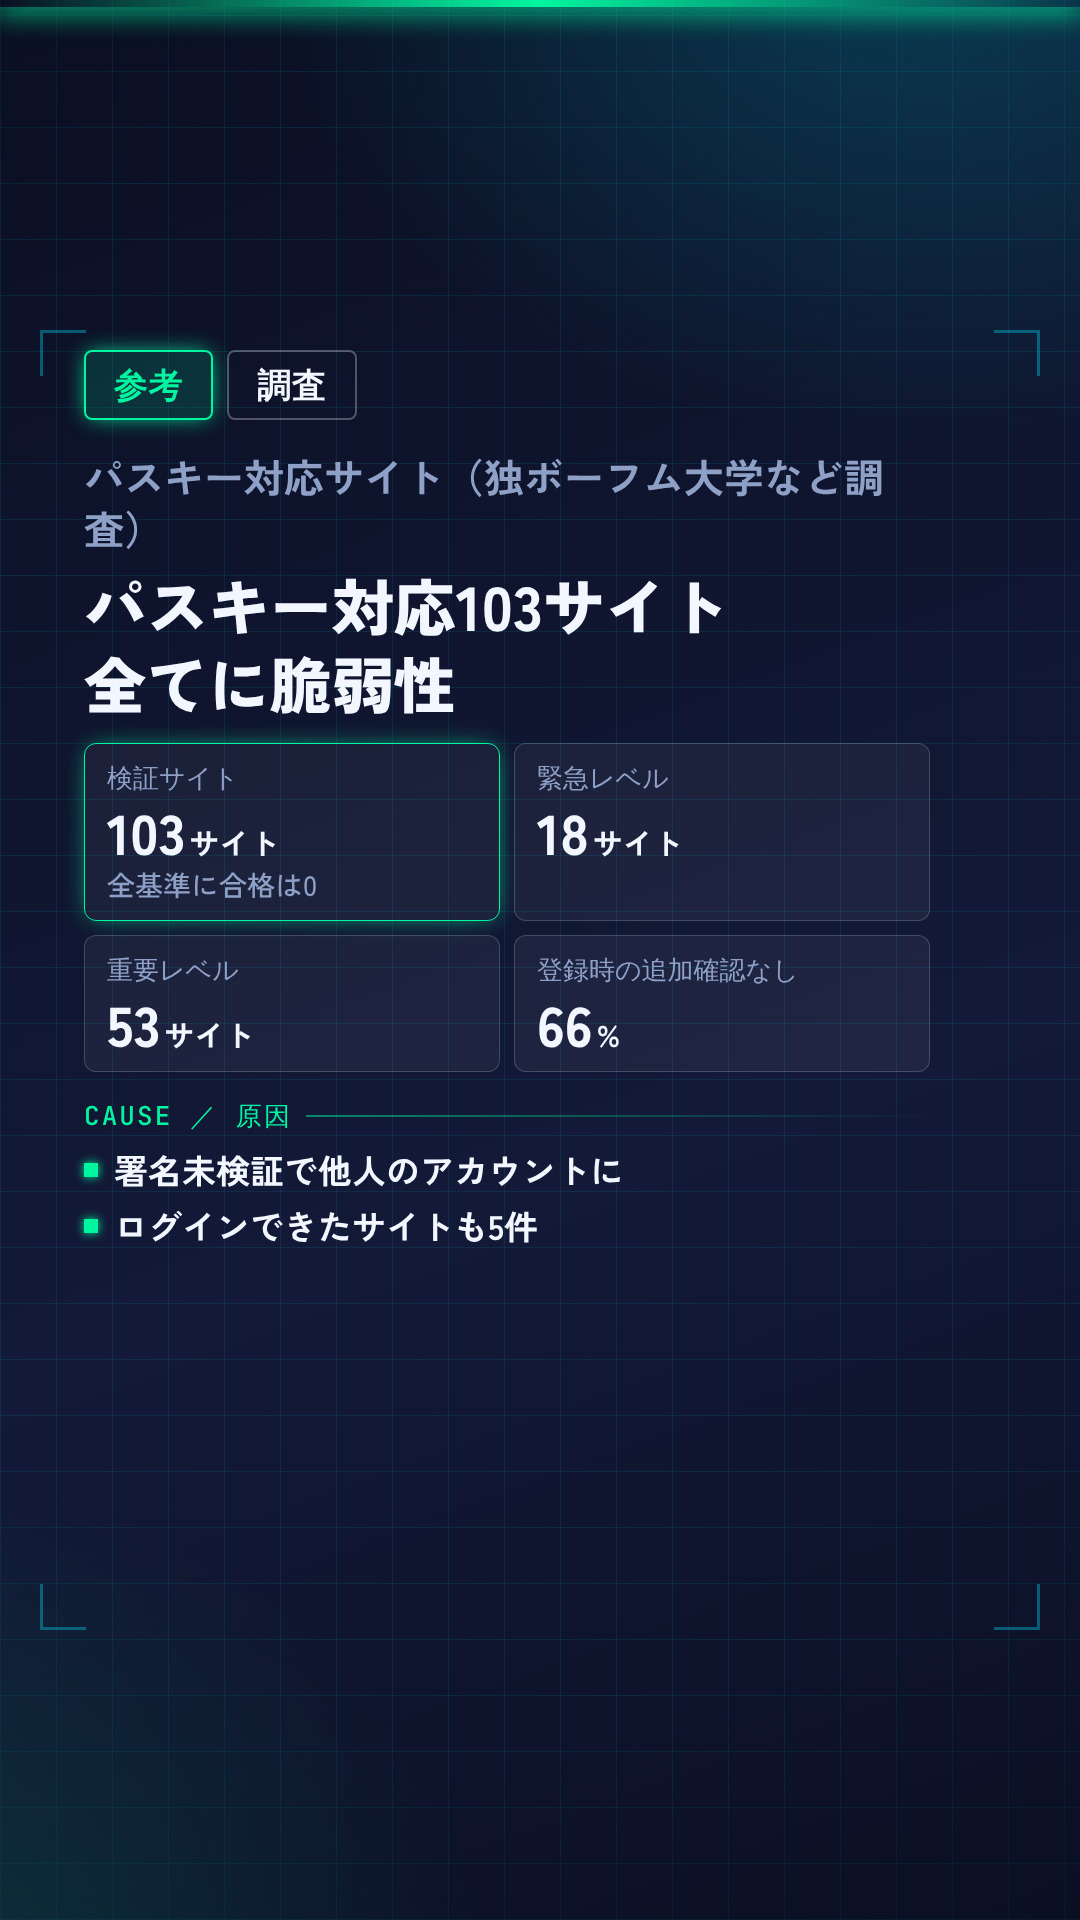 参考 調査
パスキー対応サイト（独ボーフム大学など調
査）
パスキー対応103サイト
全てに脆弱性
検証サイト
103サイト
全基準に合格は0
緊急レベル
18サイト
重要レベル
53サイト
登録時の追加確認なし
66%
CAUSE ／ 原因
署名未検証で他人のアカウントに
ログインできたサイトも5件